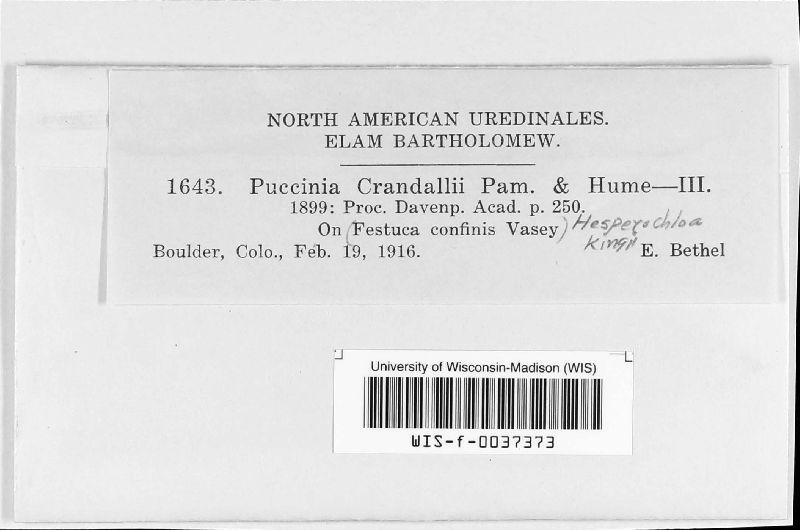 NORTH AMERICAN UREDINALES.
ELAM BARTHOLOMEW.
1643. Puccinia Crandallii Pam. & Hume—III.
1899: Proc. Davenp. Acad. p. 250.
On (Festuca confinis Vasey) Hesperochloa
Kingii
Boulder, Colo., Feb. 19, 1916. E. Bethel
University of Wisconsin-Madison (WIS)
WIS-f-0037373